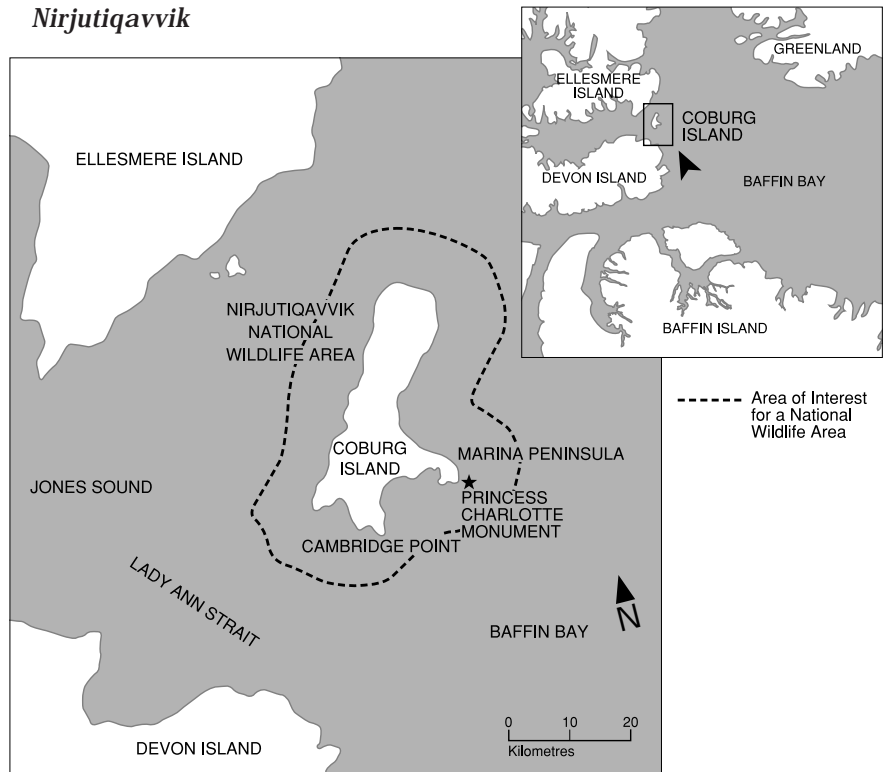 Nirjutiqavvik
GREENLAND
ELLESMERE
ISLAND
COBURG
ISLAND
DEVON ISLAND
BAFFIN BAY
BAFFIN ISLAND
ELLESMERE ISLAND
NIRJUTIQAVVIK
NATIONAL
WILDLIFE AREA
Area of Interest
for a National
Wildlife Area
COBURG
ISLAND
MARINA PENINSULA
JONES SOUND
PRINCESS
CHARLOTTE
MONUMENT
CAMBRIDGE POINT
LADY ANN STRAIT
N
BAFFIN BAY
0 10 20
Kilometres
DEVON ISLAND